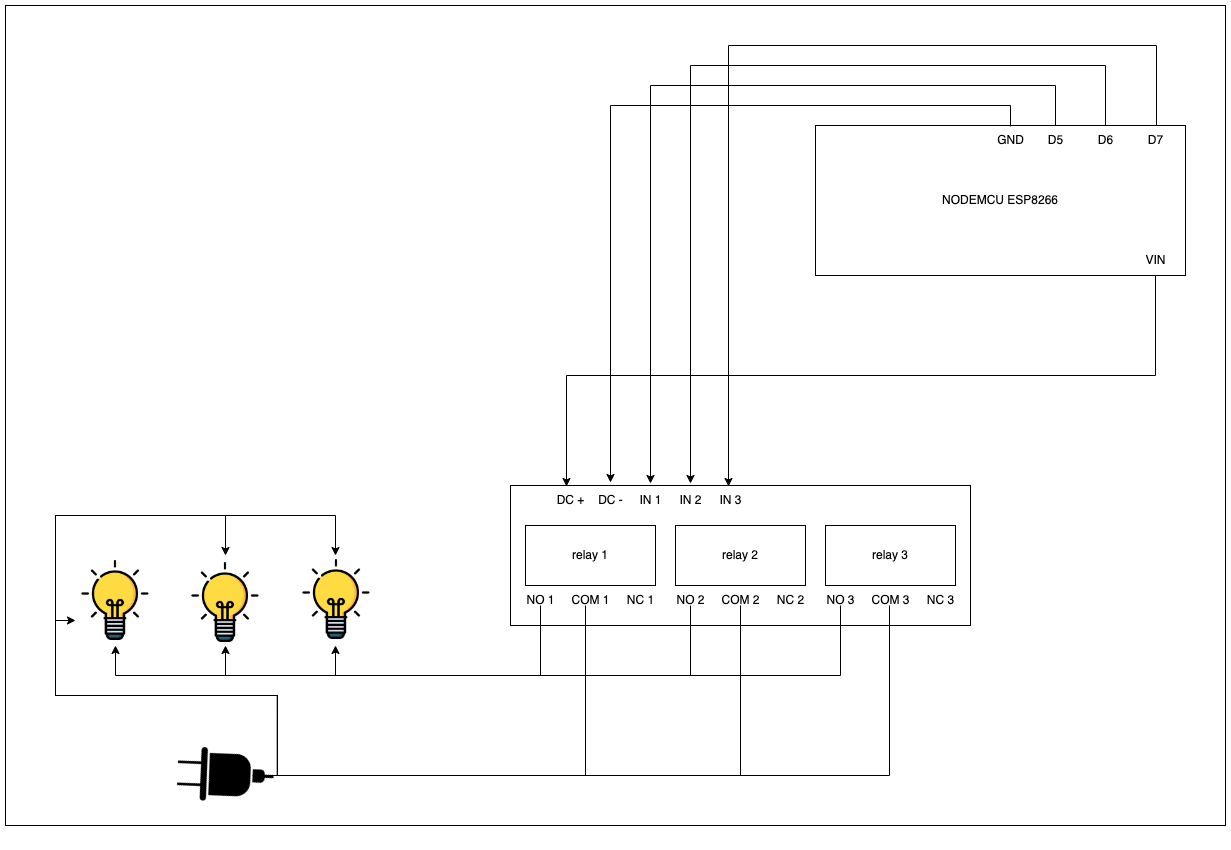 GND D5 D6 D7
NODEMCU ESP8266
VIN
DC + DC - IN 1 IN 2 IN 3
relay 1 relay 2 relay 3
NO 1 COM 1 NC 1 NO 2 COM 2 NC 2 NO 3 COM 3 NC 3